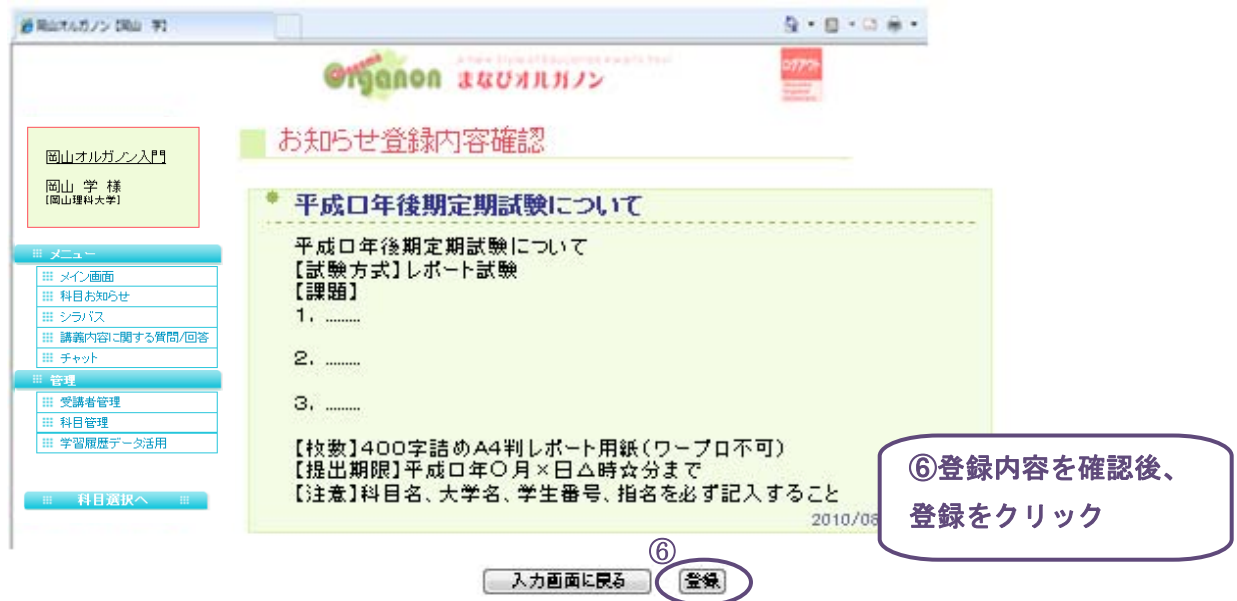 岡山オルガノン【岡山 学】
Organon まなびオルガノン
ログアウト
お知らせ登録内容確認
岡山オルガノン入門
岡山 学 様
[岡山理科大学]
メニュー
メイン画面
科目お知らせ
シラバス
講義内容に関する質問/回答
チャット
管理
受講者管理
科目管理
学習履歴データ活用
科目選択へ
平成口年後期定期試験について
平成口年後期定期試験について
【試験方式】レポート試験
【課題】
1. ………
2. ………
3. ………
【枚数】400字詰めA4判レポート用紙(ワープロ不可)
【提出期限】平成口年〇月×日△時☆分まで
【注意】科目名、大学名、学生番号、指名を必ず記入すること
2010/08
⑥登録内容を確認後、
登録をクリック
⑥
入力画面に戻る 登録